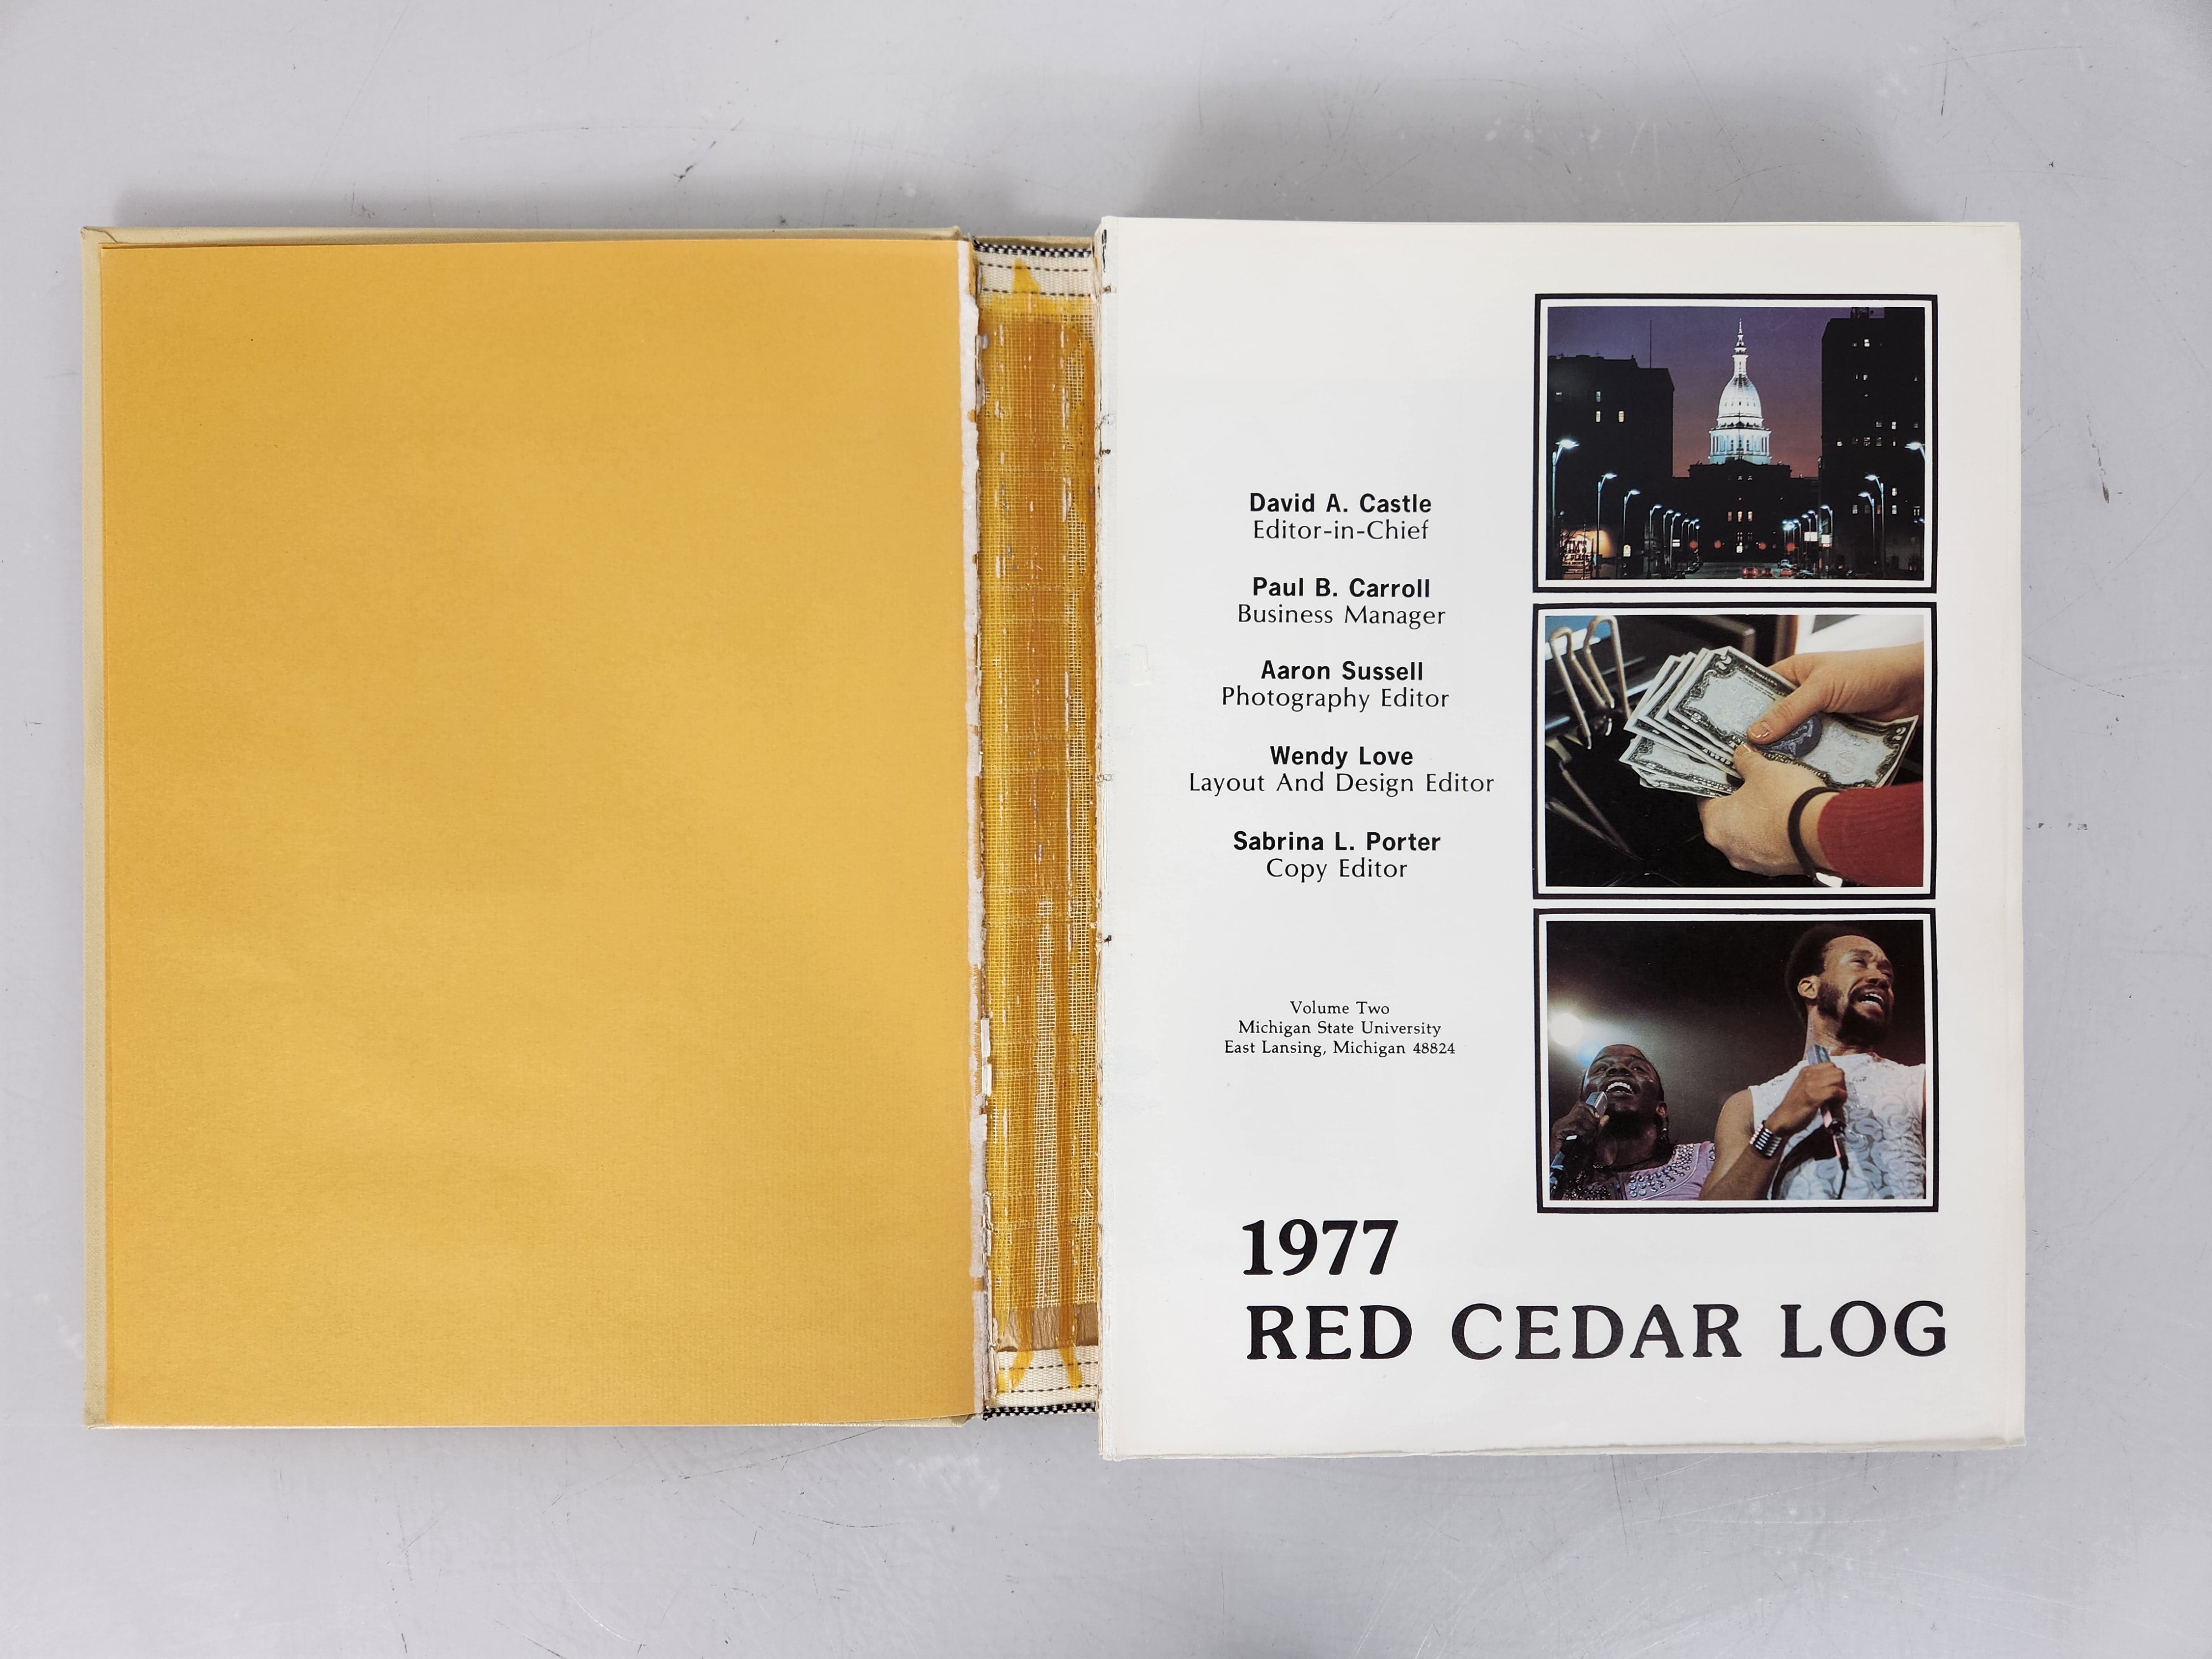 David A. Castle
Editor-in-Chief
Paul B. Carroll
Business Manager
Aaron Sussell
Photography Editor
Wendy Love
Layout And Design Editor
Sabrina L. Porter
Copy Editor
Volume Two
Michigan State University
East Lansing, Michigan 48824
1977
RED CEDAR LOG